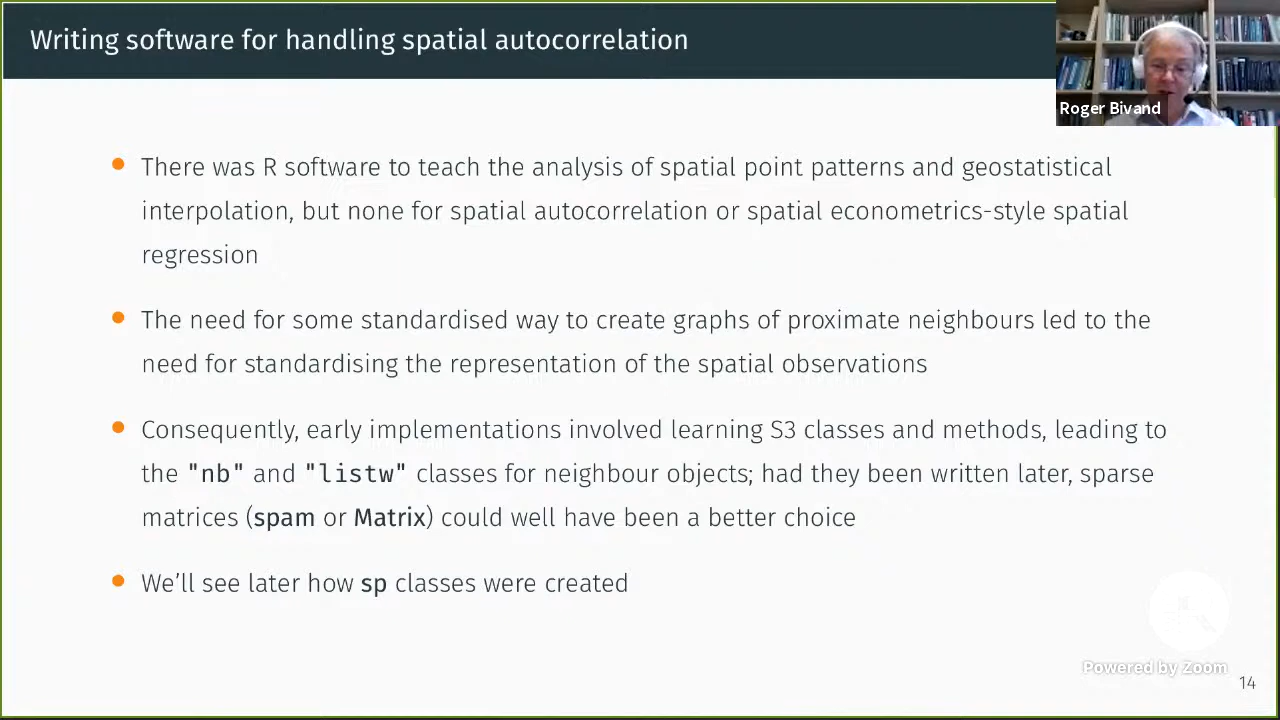 Writing software for handling spatial autocorrelation
Roger Bivand
There was R software to teach the analysis of spatial point patterns and geostatistical
interpolation, but none for spatial autocorrelation or spatial econometrics-style spatial
regression
The need for some standardised way to create graphs of proximate neighbours led to the
need for standardising the representation of the spatial observations
Consequently, early implementations involved learning S3 classes and methods, leading to
the "nb" and "listw" classes for neighbour objects; had they been written later, sparse
matrices (spam or Matrix) could well have been a better choice
We’ll see later how sp classes were created
Powered by Zoom
14